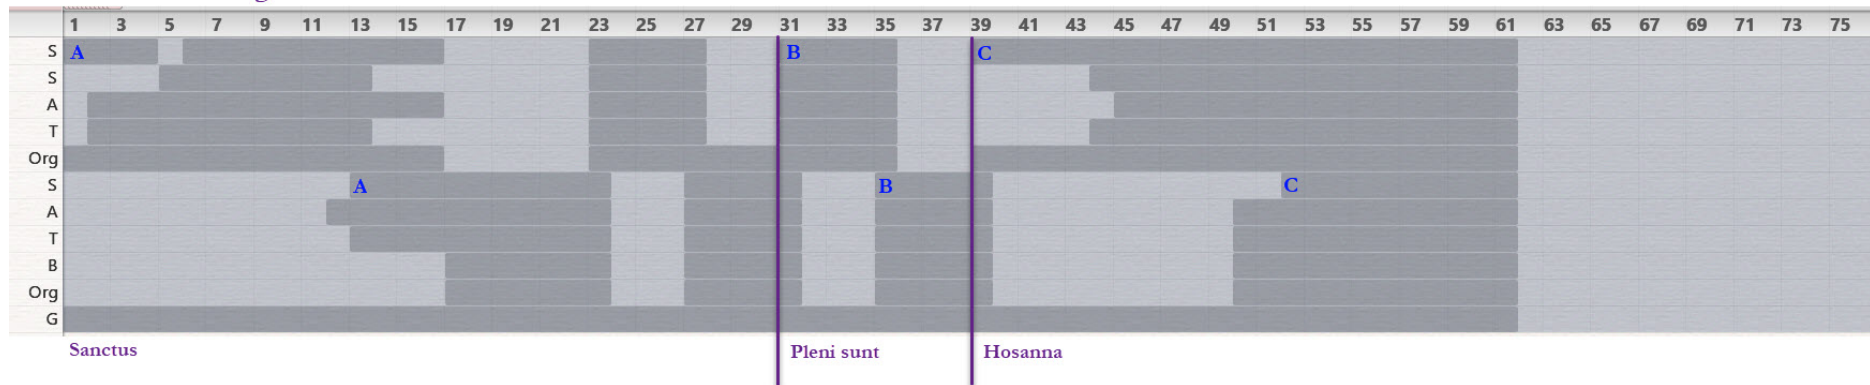 1 3 5 7 9 11 13 15 17 19 21 23 25 27 29 31 33 35 37 39 41 43 45 47 49 51 53 55 57 59 61 63 65 67 69 71 73 75
S A B C
S
A
T
Org
S A B C
A
T
B
Org
G
Sanctus Pleni sunt Hosanna